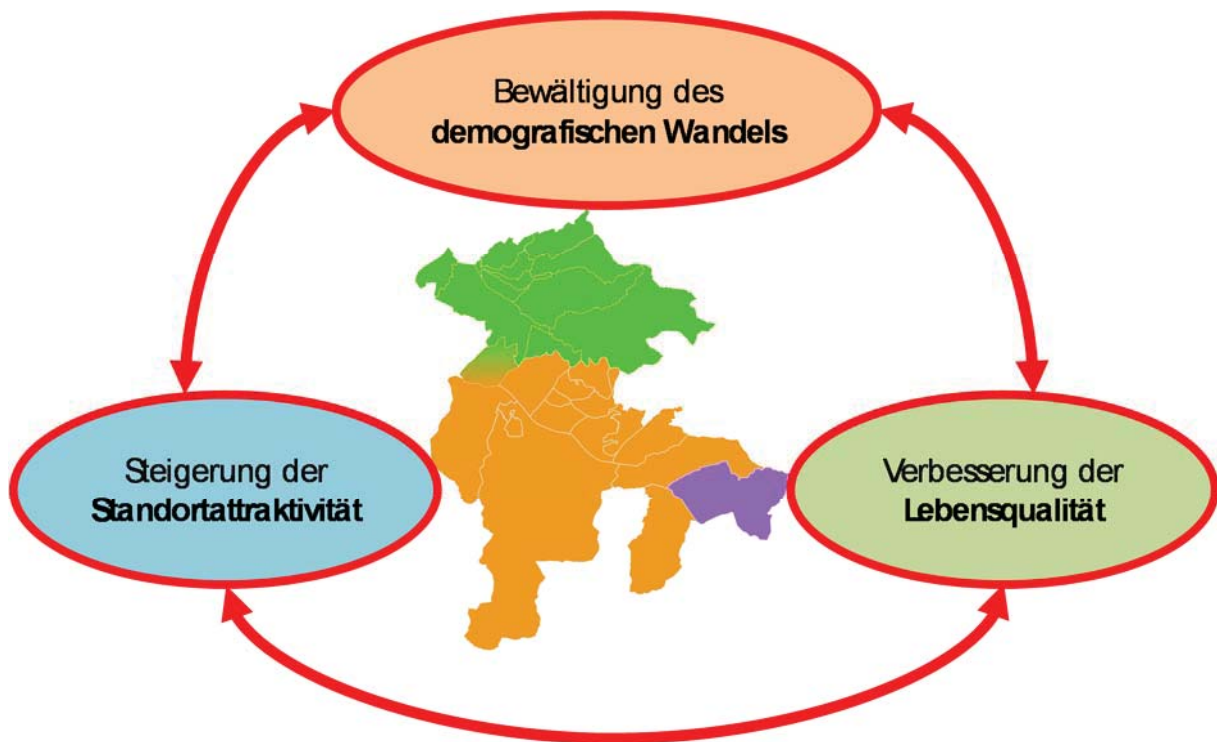 Bewältigung des
demografischen Wandels
Steigerung der
Standortattraktivität
Verbesserung der
Lebensqualität